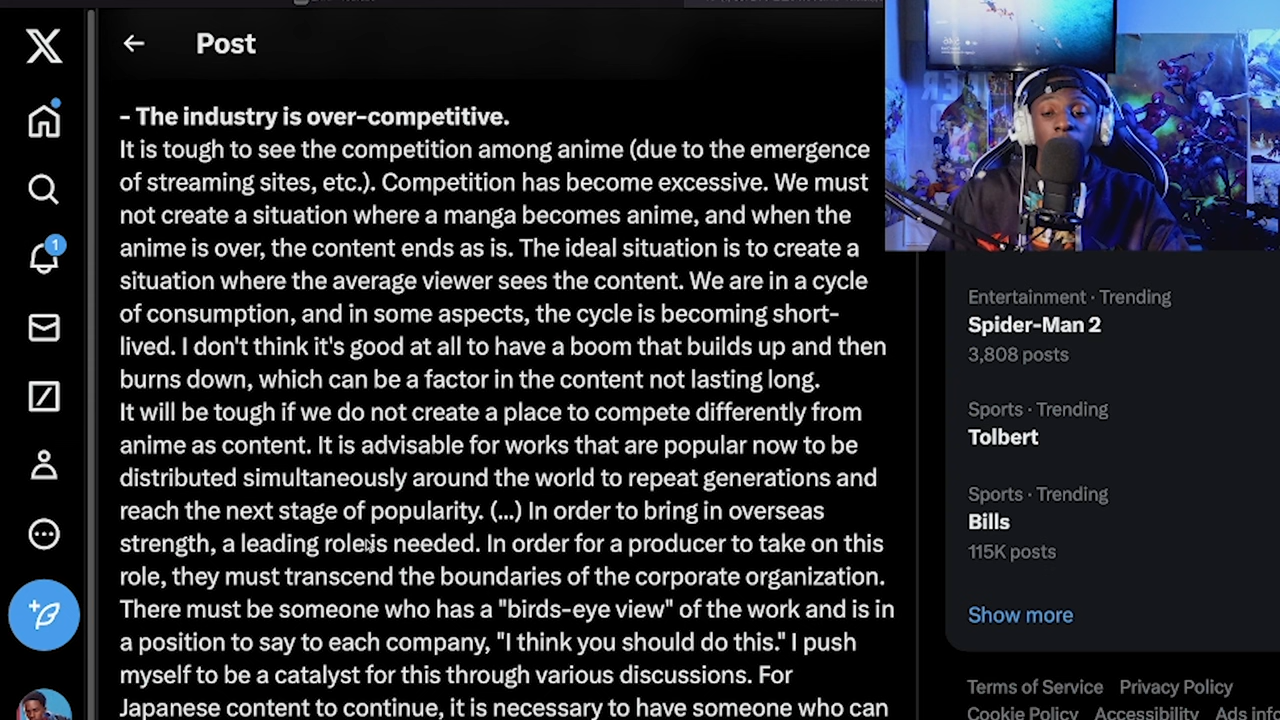 Post
- The industry is over-competitive.
It is tough to see the competition among anime (due to the emergence
of streaming sites, etc.). Competition has become excessive. We must
not create a situation where a manga becomes anime, and when the
anime is over, the content ends as is. The ideal situation is to create a
situation where the average viewer sees the content. We are in a cycle
of consumption, and in some aspects, the cycle is becoming short-
lived. I don't think it's good at all to have a boom that builds up and then
burns down, which can be a factor in the content not lasting long.
It will be tough if we do not create a place to compete differently from
anime as content. It is advisable for works that are popular now to be
distributed simultaneously around the world to repeat generations and
reach the next stage of popularity. (...) In order to bring in overseas
strength, a leading role is needed. In order for a producer to take on this
role, they must transcend the boundaries of the corporate organization.
There must be someone who has a "birds-eye view" of the work and is in
a position to say to each company, "I think you should do this." I push
myself to be a catalyst for this through various discussions. For
Japanese content to continue, it is necessary to have someone who can
1
Entertainment · Trending
Spider-Man 2
3,808 posts
Sports · Trending
Tolbert
Sports · Trending
Bills
115K posts
Show more
Terms of Service Privacy Policy
Cookie Policy Accessibility Ads info